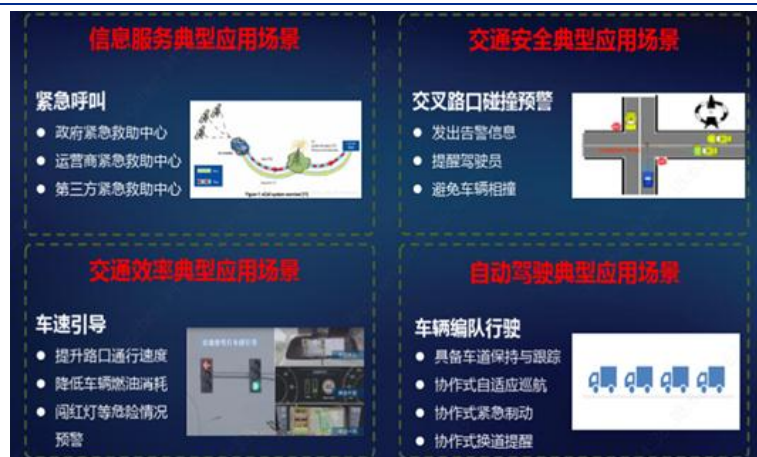 信息服务典型应用场景
紧急呼叫
政府紧急救助中心
运营商紧急救助中心
第三方紧急救助中心
交通安全典型应用场景
交叉路口碰撞预警
发出告警信息
提醒驾驶员
避免车辆相撞
交通效率典型应用场景
车速引导
提升路口通行速度
降低车辆燃油消耗
闯红灯等危险情况
预警
自动驾驶典型应用场景
车辆编队行驶
具备车道保持与跟踪
协作式自适应巡航
协作式紧急制动
协作式换道提醒